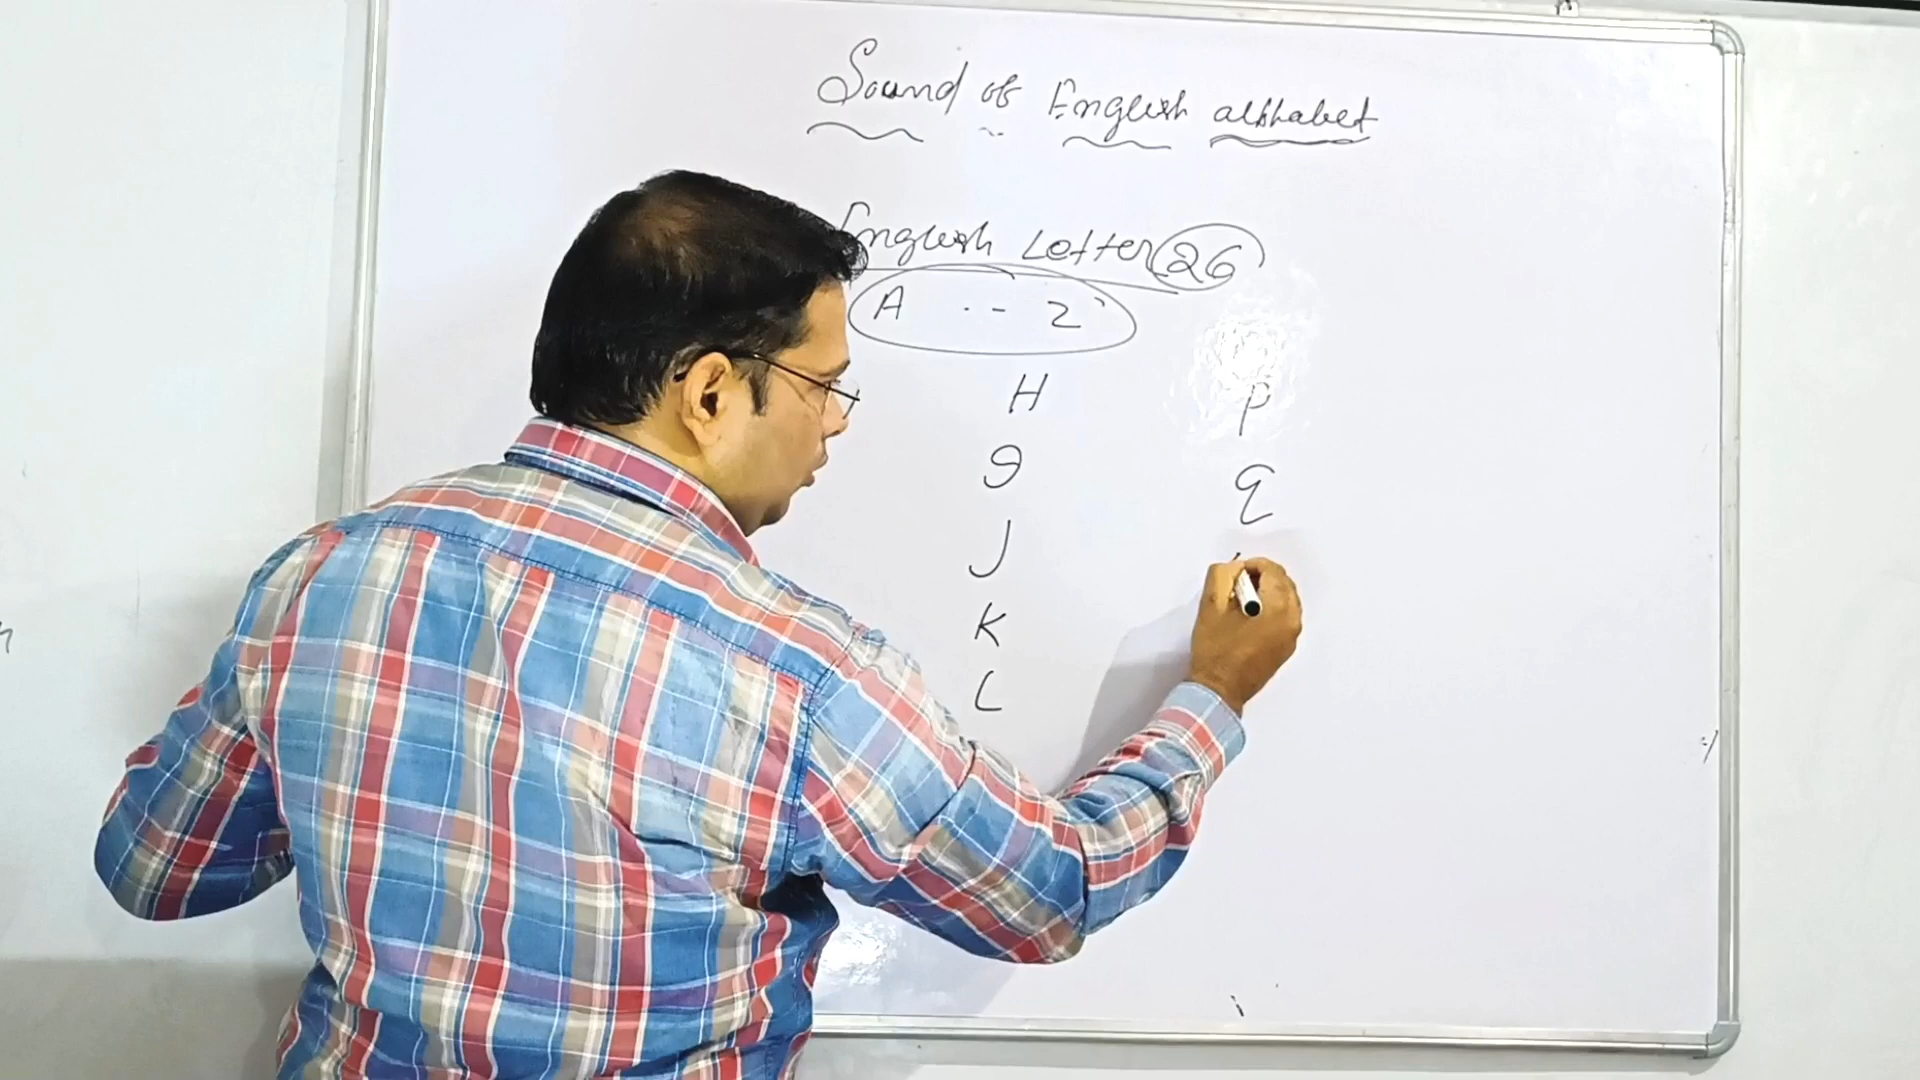 Sound of English alphabet
English Letter 26
A .. - Z
H
I
J
K
L
P
q